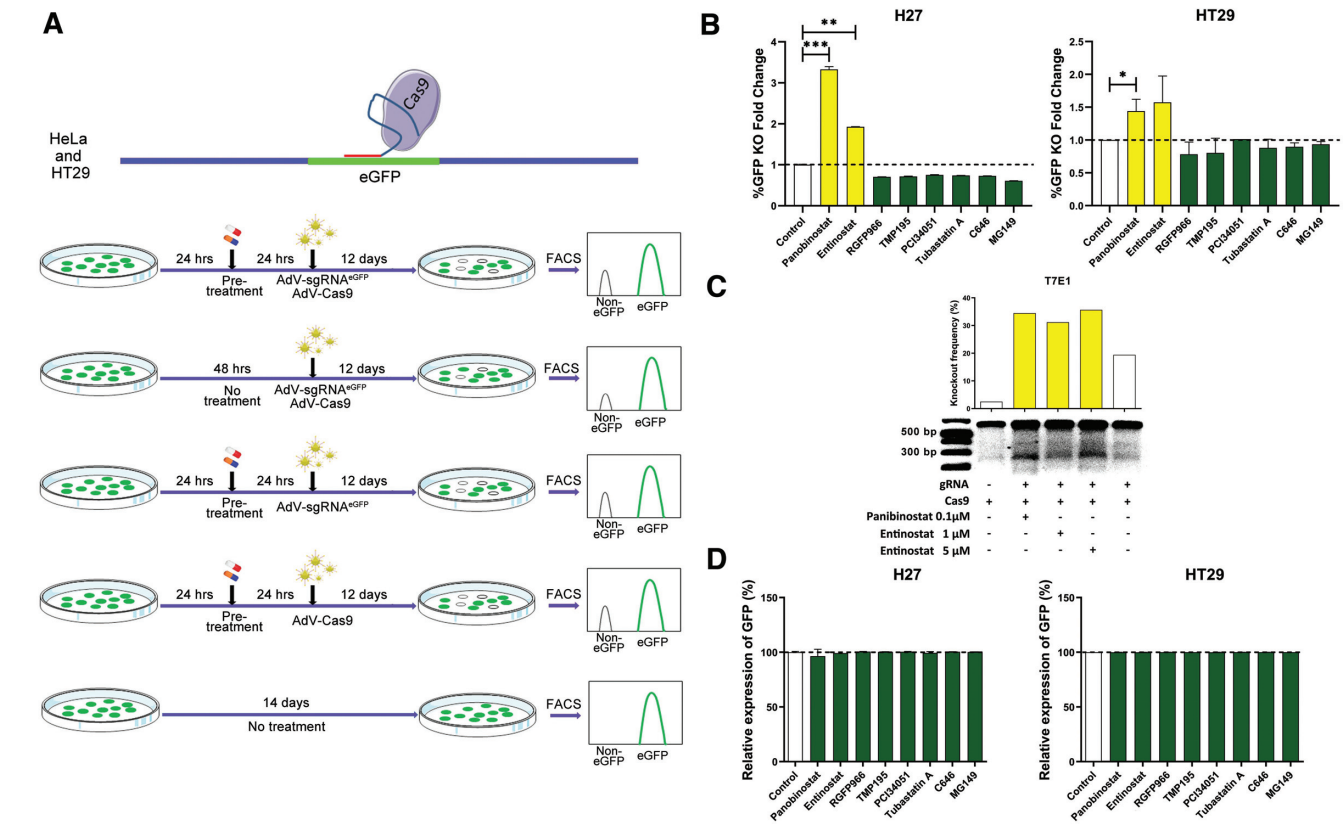 A
Cas9
HeLa
and
HT29
eGFP
24 hrs
24 hrs
12 days
FACS
Pre-
treatment
AdV-sgRNAeGFP
AdV-Cas9
Non-
eGFP
eGFP
48 hrs
12 days
FACS
No
treatment
AdV-sgRNAeGFP
AdV-Cas9
Non-
eGFP
eGFP
24 hrs
24 hrs
12 days
FACS
Pre-
treatment
AdV-sgRNAeGFP
Non-
eGFP
eGFP
24 hrs
24 hrs
12 days
FACS
Pre-
treatment
AdV-Cas9
Non-
eGFP
eGFP
14 days
FACS
No treatment
Non-
eGFP
eGFP
B
H27
%GFP KO Fold Change
4
3
2
1
0
**
***
Control
Panobinostat
Entinostat
RGFP966
TMP195
PCI34051
Tubastatin A
C646
MG149
HT29
%GFP KO Fold Change
2.5
2.0
1.5
1.0
0.5
0.0
*
Control
Panobinostat
Entinostat
RGFP966
TMP195
PCI34051
Tubastatin A
C646
MG149
C
T7E1
Knockout frequency (%)
40
30
20
10
0
500 bp
300 bp
gRNA - + + + +
Cas9 + + + + +
Panibinostat 0.1µM - + - - -
Entinostat 1 µM - - + - -
Entinostat 5 µM - - - + -
D
H27
Relative expression of GFP (%)
150
100
50
0
Control
Panobinostat
Entinostat
RGFP966
TMP195
PCI34051
Tubastatin A
C646
MG149
HT29
Relative expression of GFP (%)
150
100
50
0
Control
Panobinostat
Entinostat
RGFP966
TMP195
PCI34051
Tubastatin A
C646
MG149